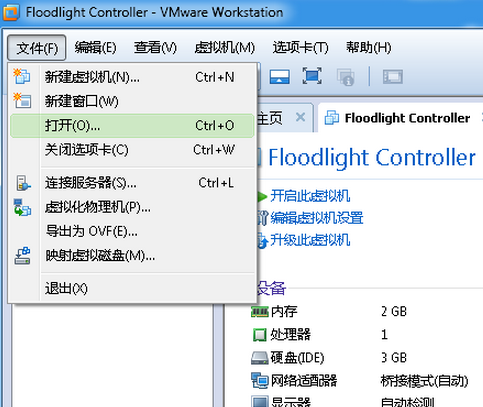 Floodlight Controller - VMware Workstation
文件(F) 编辑(E) 查看(V) 虚拟机(M) 选项卡(T) 帮助(H)
新建虚拟机(N)... Ctrl+N
新建窗口(W)
打开(O)... Ctrl+O
关闭选项卡(C) Ctrl+W
连接服务器(S)... Ctrl+L
虚拟化物理机(P)...
导出为 OVF(E)...
映射虚拟磁盘(M)...
退出(X)
主页 Floodlight Controller
Floodlight Controller
开启此虚拟机
编辑虚拟机设置
升级此虚拟机
设备
内存 2 GB
处理器 1
硬盘(IDE) 3 GB
网络适配器 桥接模式(自动)
显示器 自动检测